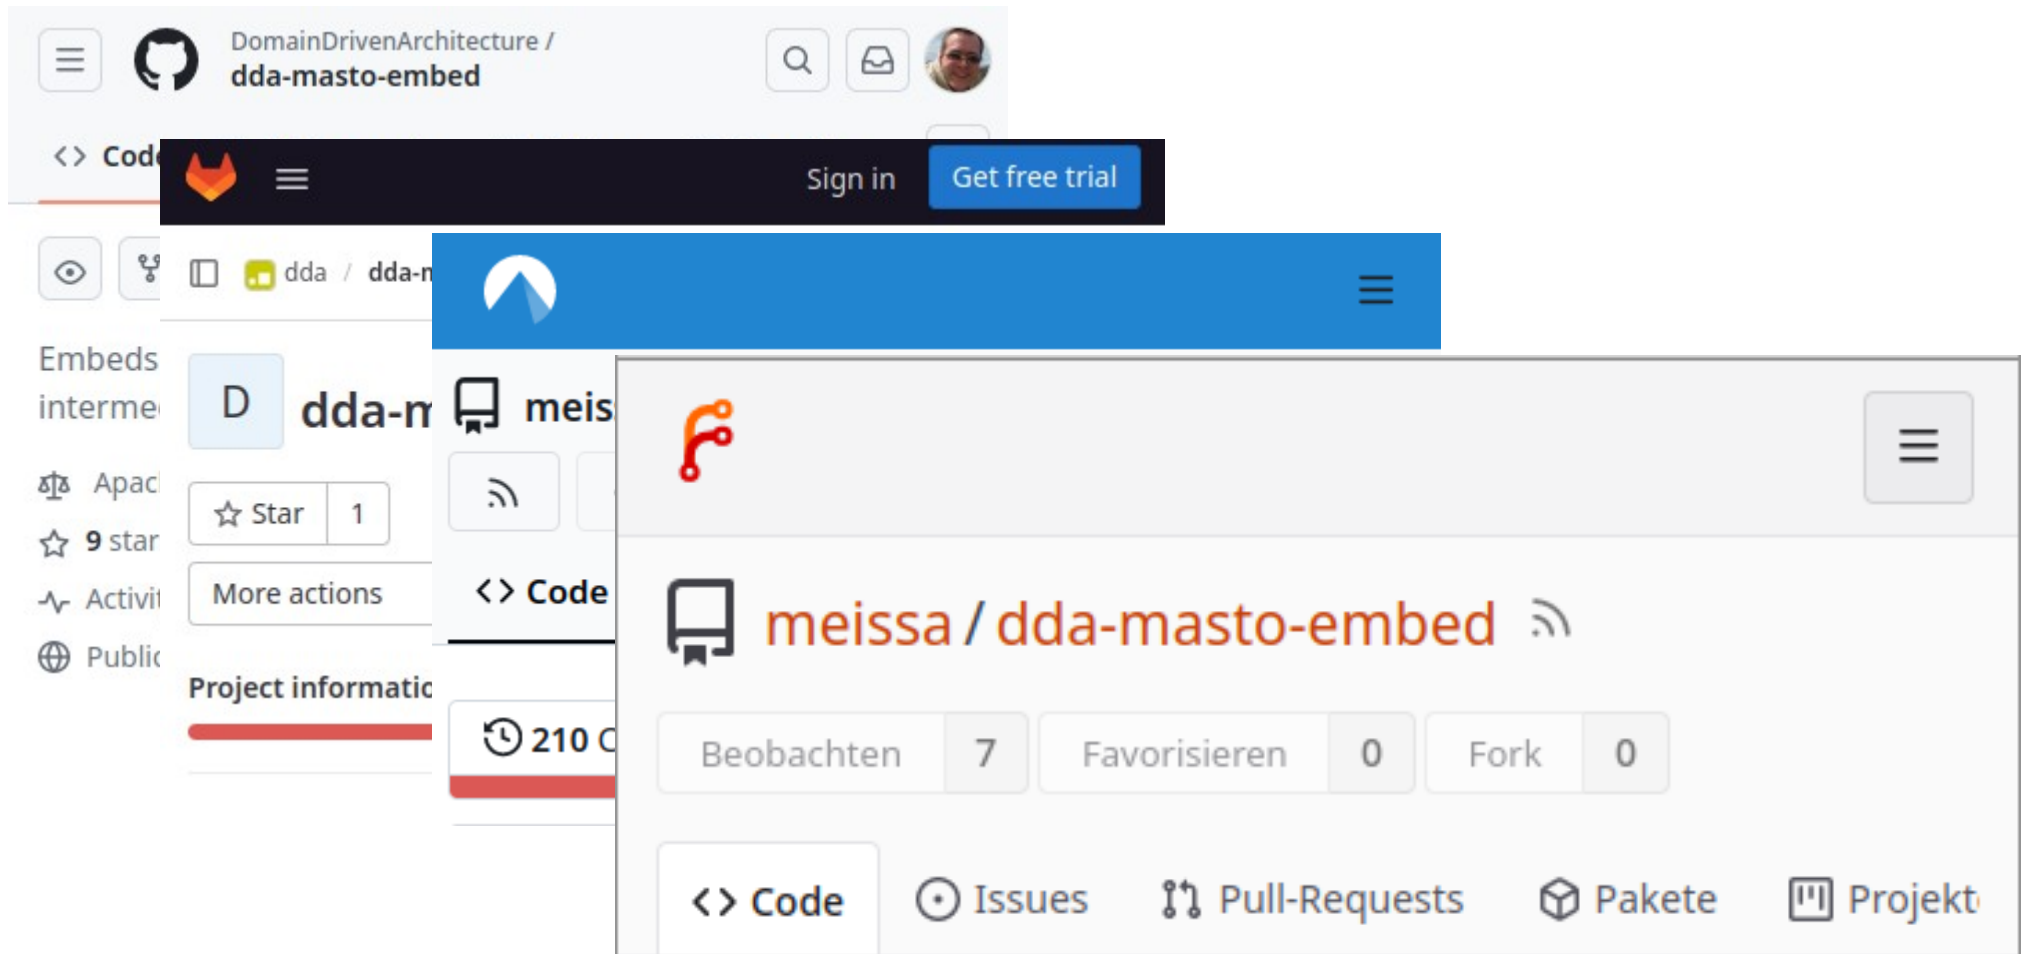 DomainDrivenArchitecture /
dda-masto-embed
Code
Sign in
Get free trial
dda / dda-m
Embeds
interme
D
dda-m
meis
Apac
Star 1
9 star
More actions
Activit
Code
Public
Project informatio
210 C
meissa / dda-masto-embed
Beobachten 7
Favorisieren 0
Fork 0
Code
Issues
Pull-Requests
Pakete
Projekt